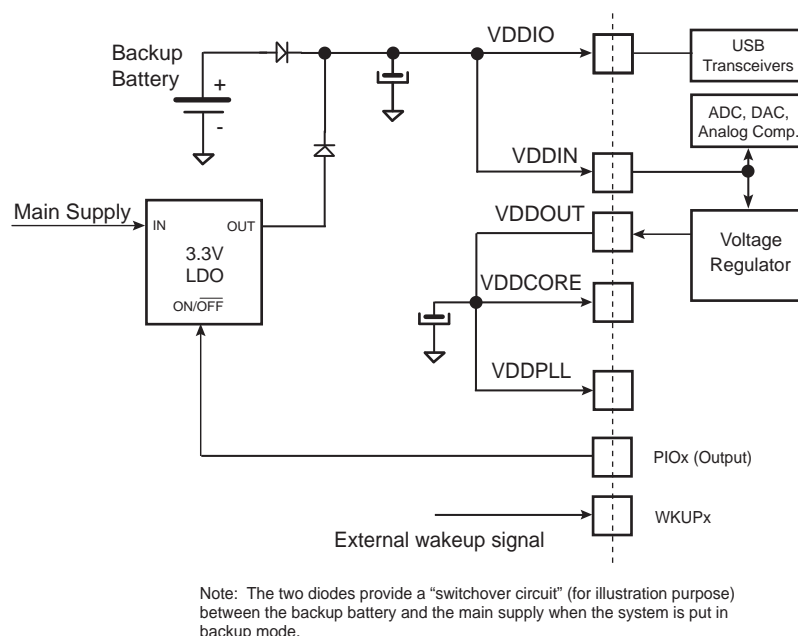 VDDIO
USB
Transceivers
Backup
Battery
+
-
ADC, DAC,
Analog Comp.
VDDIN
Main Supply
IN
OUT
3.3V
LDO
ON/OFF
VDDOUT
Voltage
Regulator
VDDCORE
VDDPLL
PIOx (Output)
WKUPx
External wakeup signal
Note: The two diodes provide a “switchover circuit” (for illustration purpose)
between the backup battery and the main supply when the system is put in
backup mode.